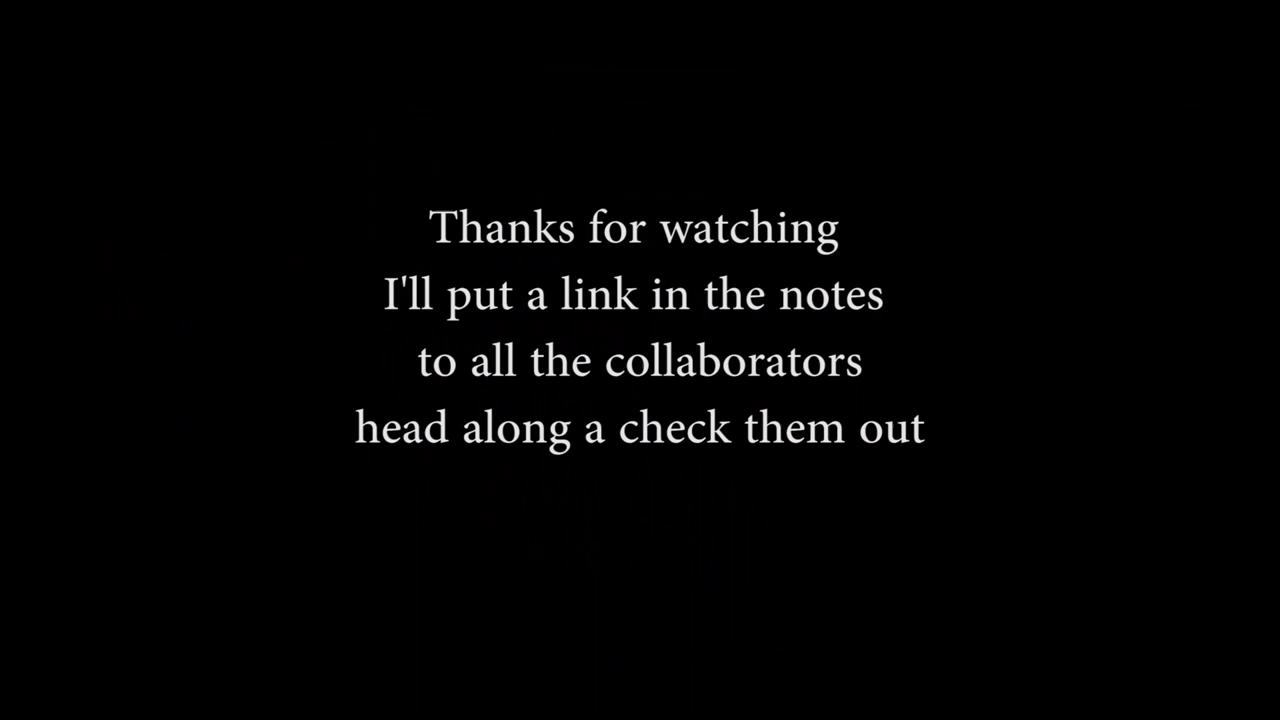 Thanks for watching
I'll put a link in the notes
to all the collaborators
head along a check them out